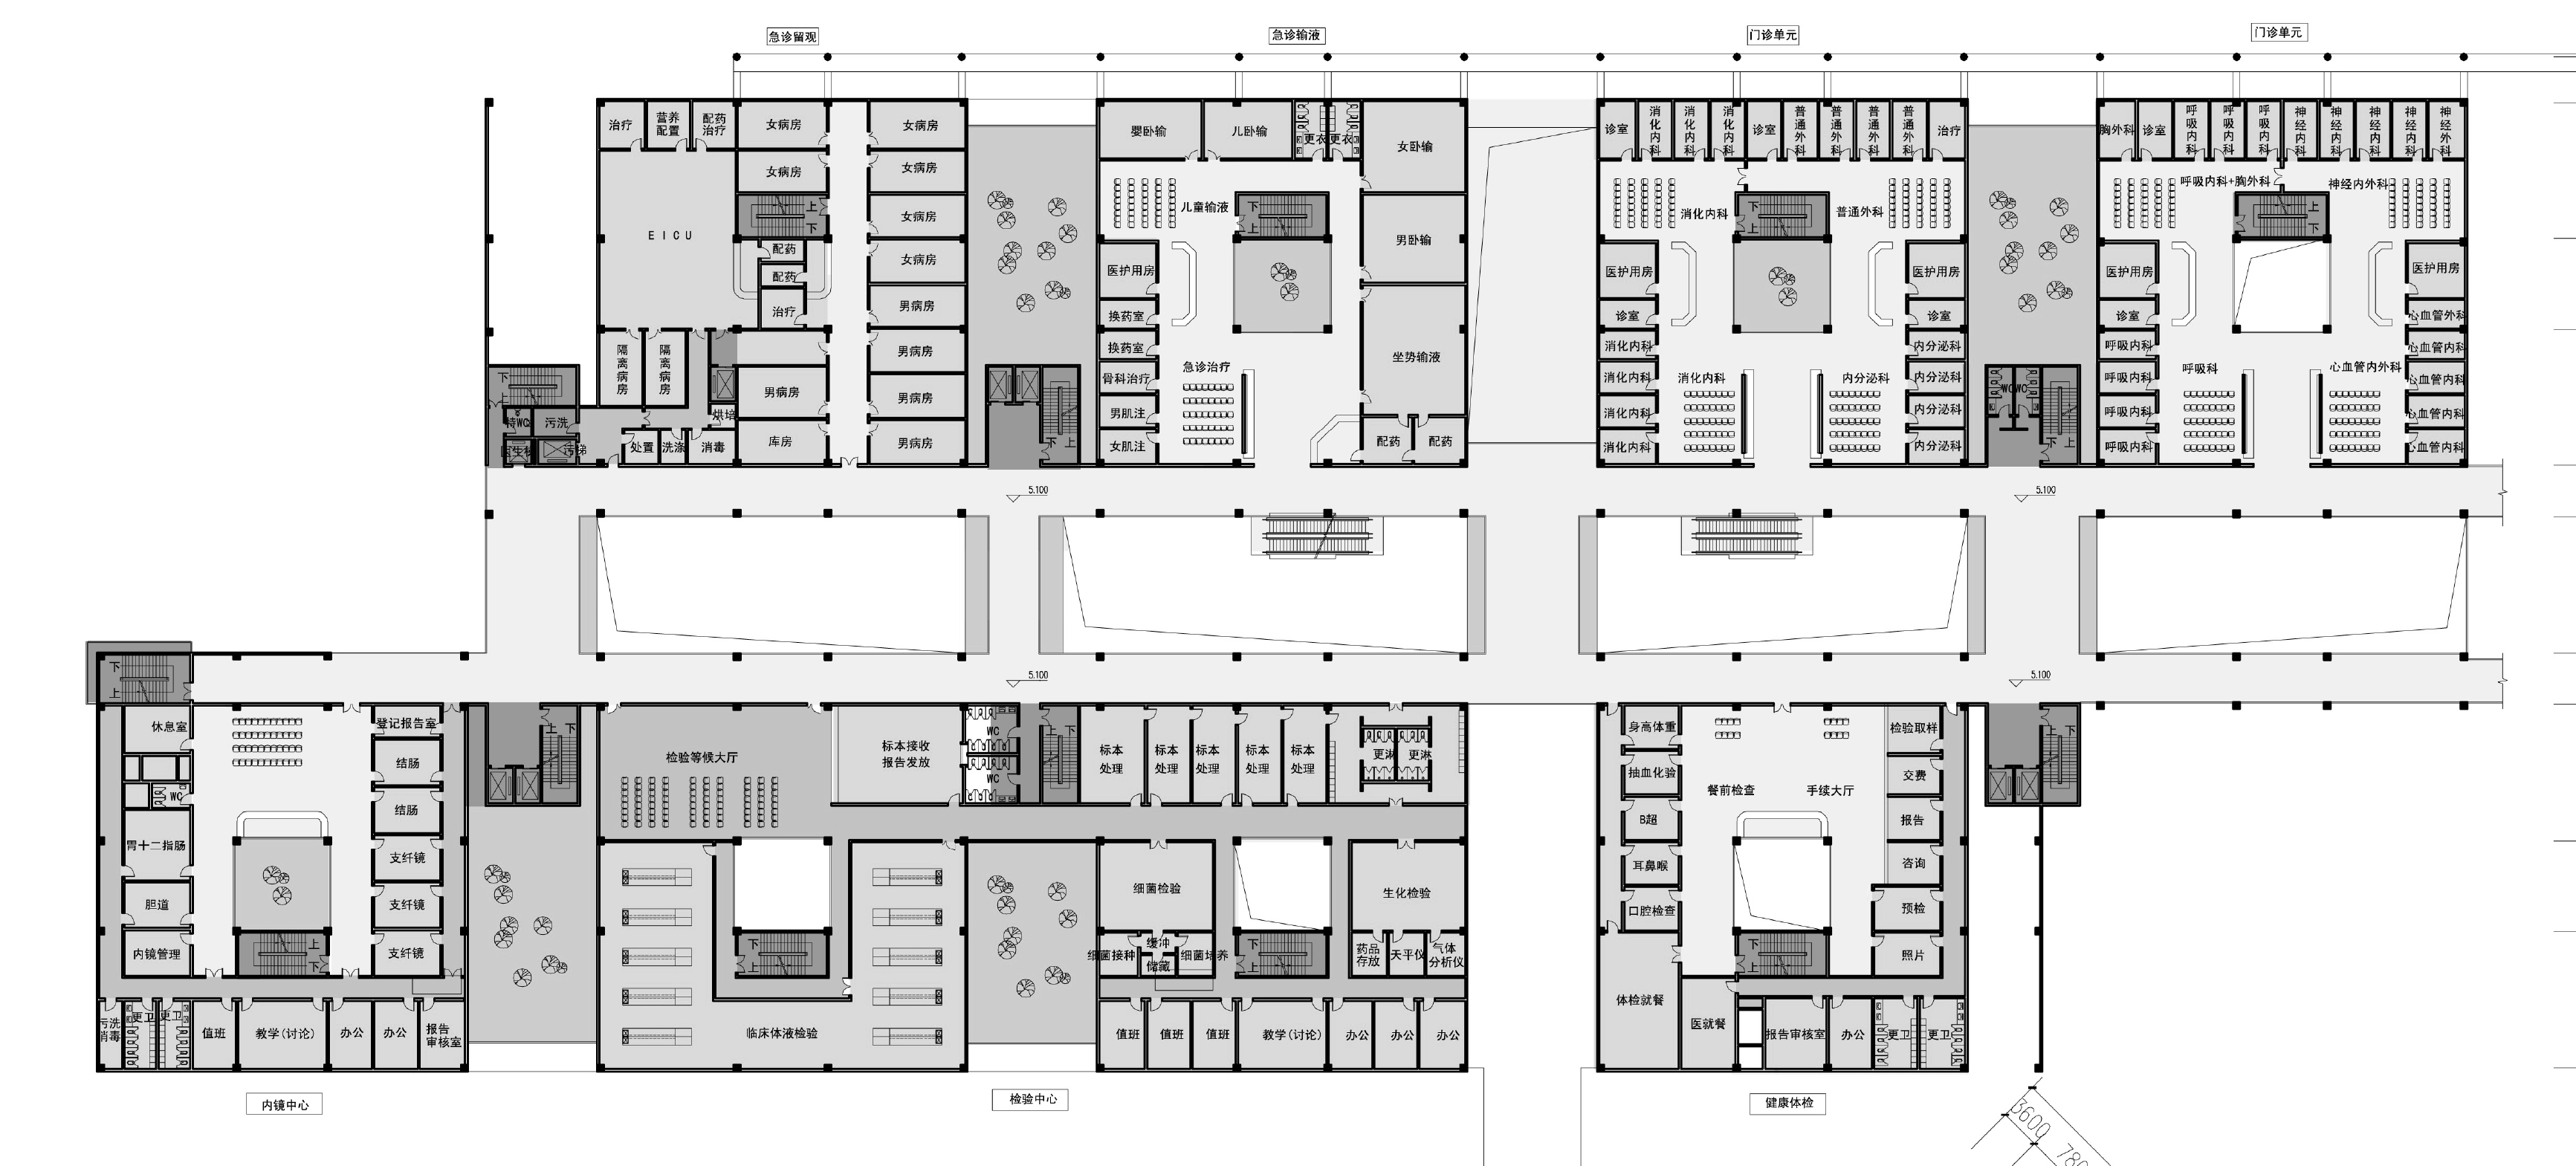 急诊留观
急诊输液
门诊单元
门诊单元
治疗
营养
配置
配药
治疗
女病房
女病房
女病房
女病房
女病房
女病房
男病房
男病房
男病房
男病房
EICU
上
下
配药
配药
治疗
隔离病房
隔离病房
男病房
库房
下
上
特WC
污洗
污梯
处置
洗涤
消毒
烘培
婴卧输
儿卧输
更衣
更衣
女卧输
儿童输液
下
上
男卧输
医护用房
换药室
换药室
骨科治疗
男肌注
女肌注
急诊治疗
坐势输液
配药
配药
下
上
诊室
消化内科
消化内科
消化内科
诊室
普通外科
普通外科
普通外科
普通外科
治疗
消化内科
下
上
普通外科
医护用房
医护用房
诊室
诊室
消化内科
内分泌科
消化内科
消化内科
内分泌科
内分泌科
消化内科
内分泌科
消化内科
内分泌科
WC
WC
下
上
胸外科
诊室
呼吸内科
呼吸内科
呼吸内科
神经内科
神经内科
神经内科
神经内科
神经外科
呼吸内科+胸外科
神经内外科
上
下
医护用房
医护用房
诊室
心血管外科
呼吸内科
心血管内科
呼吸科
心血管内外科
呼吸内科
心血管内科
呼吸内科
心血管内科
呼吸内科
心血管内科
5.100
5.100
5.100
5.100
下
上
休息室
登记报告室
结肠
WC
结肠
胃十二指肠
支纤镜
胆道
支纤镜
内镜管理
上
下
支纤镜
污洗
消毒
更卫
更卫
值班
教学(讨论)
办公
办公
报告
审核室
上
下
检验等候大厅
标本接收
报告发放
WC
WC
上
下
标本
处理
标本
处理
标本
处理
标本
处理
标本
处理
更淋
更淋
下
上
临床体液检验
细菌检验
生化检验
细菌接种
缓冲
储藏
细菌培养
下
上
药品
存放
天平仪
气体
分析仪
值班
值班
值班
教学(讨论)
办公
办公
办公
身高体重
检验取样
抽血化验
交费
餐前检查
手续大厅
B超
报告
耳鼻喉
咨询
口腔检查
预检
下
上
照片
体检就餐
医就餐
报告审核室
办公
更卫
更卫
上
下
内镜中心
检验中心
健康体检
3600